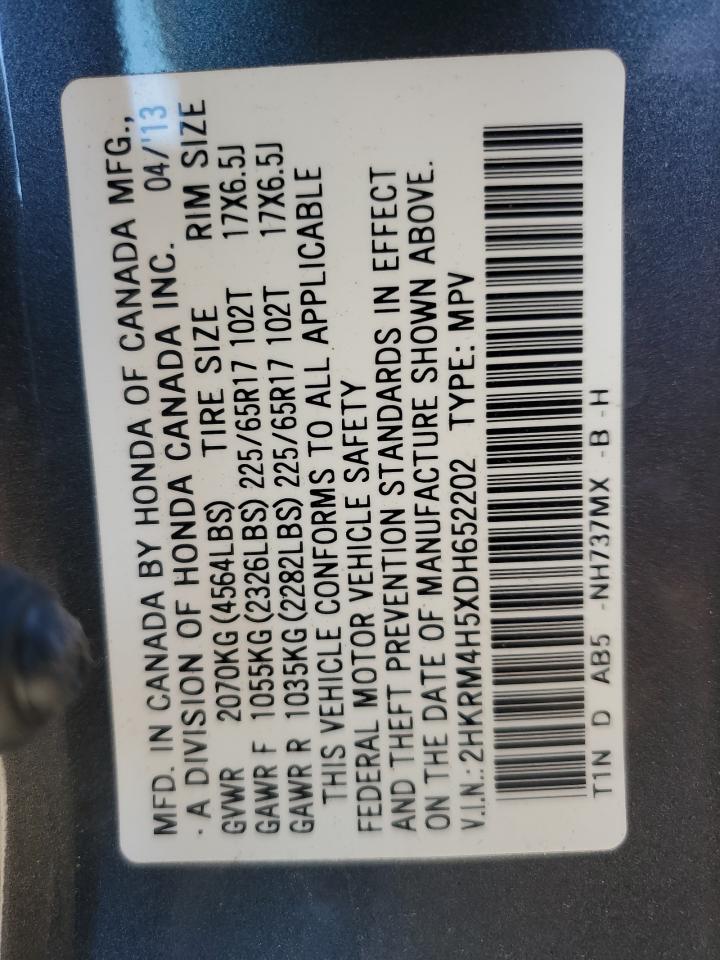 MFD. IN CANADA BY HONDA OF CANADA MFG.,
· A DIVISION OF HONDA CANADA INC. 04/'13
GVWR 2070KG(4564LBS) TIRE SIZE RIM SIZE
GAWR F 1055KG(2326LBS) 225/65R17 102T 17X6.5J
GAWR R 1035KG(2282LBS) 225/65R17 102T 17X6.5J
THIS VEHICLE CONFORMS TO ALL APPLICABLE
FEDERAL MOTOR VEHICLE SAFETY
AND THEFT PREVENTION STANDARDS IN EFFECT
ON THE DATE OF MANUFACTURE SHOWN ABOVE.
V.I.N.: 2HKRM4H5XDH652202 TYPE: MPV
T1N D AB5 -NH737MX -B -H